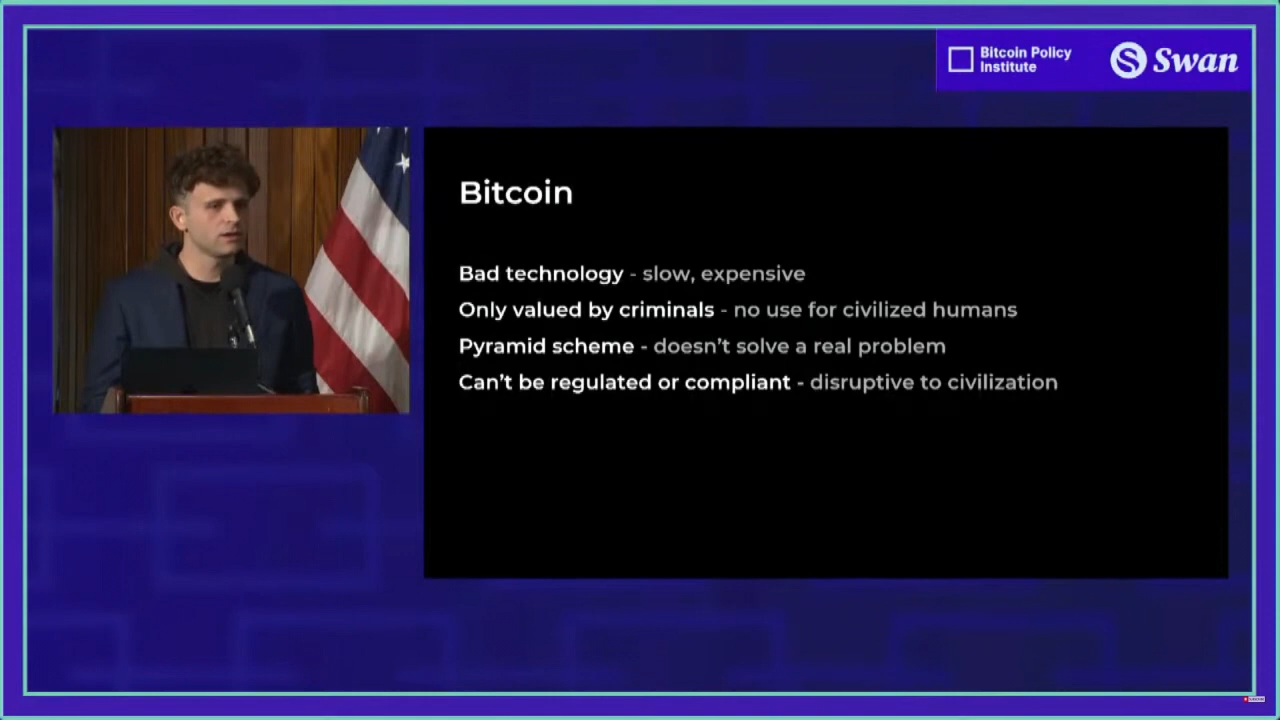 Bitcoin Policy
Institute
Swan
Bitcoin
Bad technology - slow, expensive
Only valued by criminals - no use for civilized humans
Pyramid scheme - doesn't solve a real problem
Can't be regulated or compliant - disruptive to civilization